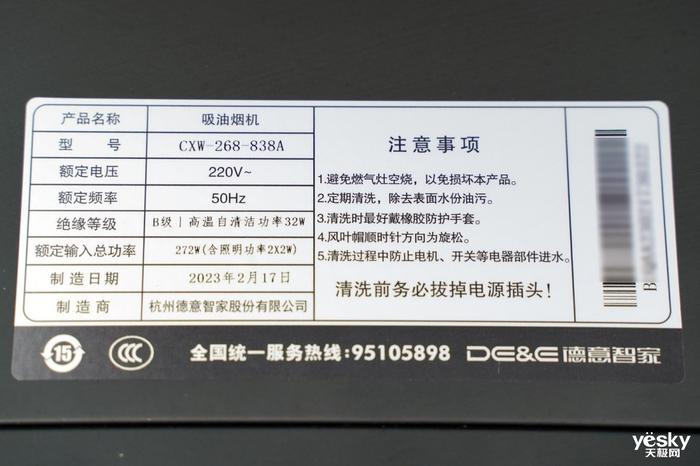 产品名称 吸油烟机
型 号 CXW-268-838A
额定电压 220V~
额定频率 50Hz
绝缘等级 B级|高温自清洁功率32W
额定输入总功率 272W(含照明功率2X2W)
制造日期 2023年2月17日
制造商 杭州德意智家股份有限公司
注意事项
1.避免燃气灶空烧，以免损坏本产品。
2.定期清洗，除去表面水份油污。
3.清洗时最好戴橡胶防护手套。
4.风叶帽顺时针方向为旋松。
5.清洗过程中防止电机、开关等电器部件进水。
清洗前务必拔掉电源插头!
15
CCC
全国统一服务热线:95105898
DE&E德意智家
yësky
天极网